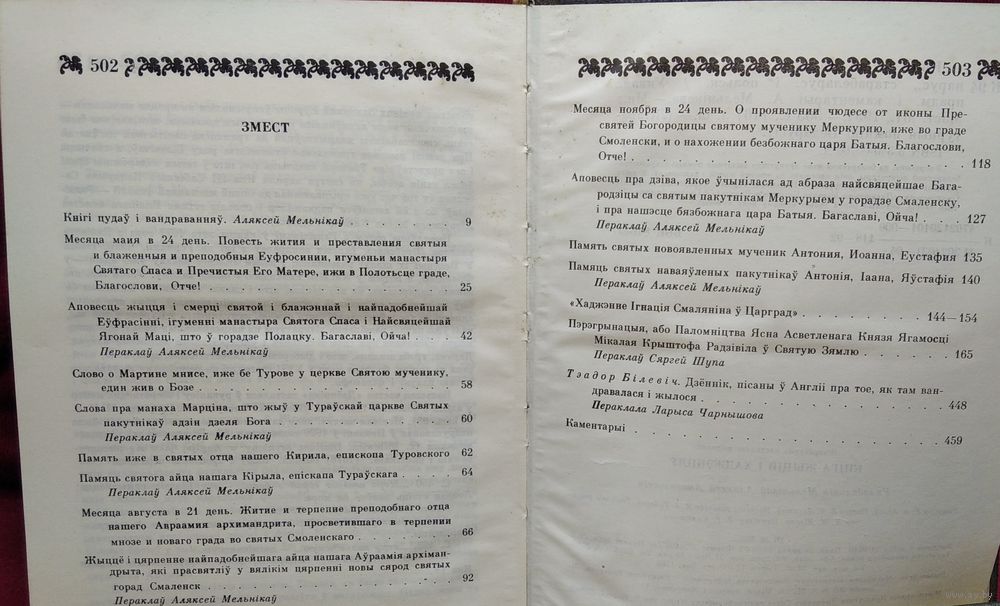 502
ЗМЕСТ
Кнігі цудаў і вандраванняў. Аляксей Мельнікаў . . . . . . . 9
Месяца маия в 24 день. Повесть жития и преставления святыя
и блаженныя и преподобныя Еуфросинии, игуменьи манастыря
Святаго Спаса и Пречистыя Его Матере, ижи в Полотьсце граде,
Благослови, Отче! . . . . . . . . . . . . . . . 25
Аповесць жыцця і смерці святой і блажэннай і найпадобнейшай
Еўфрасінні, ігуменні манастыра Святога Спаса і Найсвяцейшай
Ягонай Маці, што ў горадзе Полацку. Багаславі, Ойча! . . . 42
Пераклаў Аляксей Мельнікаў
Слово о Мартине мнисе, иже бе Турове у церкве Святою мученику,
един жив о Бозе . . . . . . . . . . . . . . . 58
Слова пра манаха Марціна, што жыў у Тураўскай царкве Святых
пакутнікаў адзін дзеля Бога . . . . . . . . . . . 60
Пераклаў Аляксей Мельнікаў
Память иже в святых отца нашего Кирила, епископа Туровского 62
Памяць святога айца нашага Кірыла, епіскапа Тураўскага . . . 64
Пераклаў Аляксей Мельнікаў
Месяца августа в 21 день. Житие и терпение преподобнаго отца
нашего Авраамия архимандрита, просветившаго в терпении
мнозе и новаго града во святых Смоленскаго . . . . . . 66
Жыццё і цярпенне найпадобнейшага айца нашага Аўраамія архіман-
дрыта, які прасвятліў у вялікім цярпенні новы сярод святых
горад Смаленск . . . . . . . . . . . . . . . 92
Пераклаў Аляксей Мельнікаў
503
Месяца ноября в 24 день. О проявлении чюдесе от иконы Пре-
святей Богородицы святому мученику Меркурию, иже во граде
Смоленски, и о нахожении безбожнаго царя Батыя. Благослови,
Отче! . . . . . . . . . . . . . . . . . . 118
Аповесць пра дзіва, якое ўчынілася ад абраза найсвяцейшае Бага-
родзіцы са святым пакутнікам Меркурыем у горадзе Смаленску,
і пра нашэсце бязбожнага цара Батыя. Багаславі, Ойча! . . . 127
Пераклаў Аляксей Мельнікаў
Память святых новоявленных мученик Антония, Иоанна, Еустафия 135
Памяць святых наваяўленых пакутнікаў Антонія, Іаана, Яўстафія 140
Пераклаў Аляксей Мельнікаў
«Хаджэнне Ігнація Смаляніна ў Царград» . . . . . . . 144—154
Пэрэгрынацыя, або Паломніцтва Ясна Асветленага Князя Ягамосці
Мікалая Крыштофа Радзівіла ў Святую Зямлю . . . . . . 165
Пераклаў Сяргей Шупа
Тэадор Білевіч. Дзённік, пісаны ў Англіі пра тое, як там ван-
дравалася і жылося . . . . . . . . . . . . . . 448
Пераклала Ларыса Чарнышова
Каментарыі . . . . . . . . . . . . . . . . . 459
www.ay.by